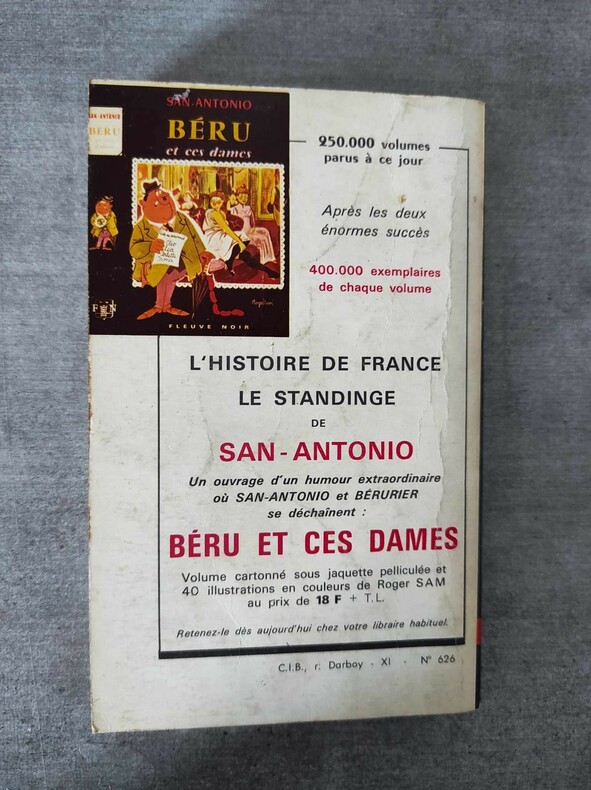 SAN-ANTONIO
BÉRU
SAN-ANTONIO
BÉRU
et ces dames
F N
FLEUVE NOIR
250.000 volumes
parus à ce jour
Après les deux
énormes succès
400.000 exemplaires
de chaque volume
L'HISTOIRE DE FRANCE
LE STANDINGE
DE
SAN-ANTONIO
Un ouvrage d'un humour extraordinaire
où SAN-ANTONIO et BÉRURIER
se déchaînent :
BÉRU ET CES DAMES
Volume cartonné sous jaquette pelliculée et
40 illustrations en couleurs de Roger SAM
au prix de 18 F + T.L.
Retenez-le dès aujourd'hui chez votre libraire habituel.
C.I.B., r. Darboy - XI - N° 626